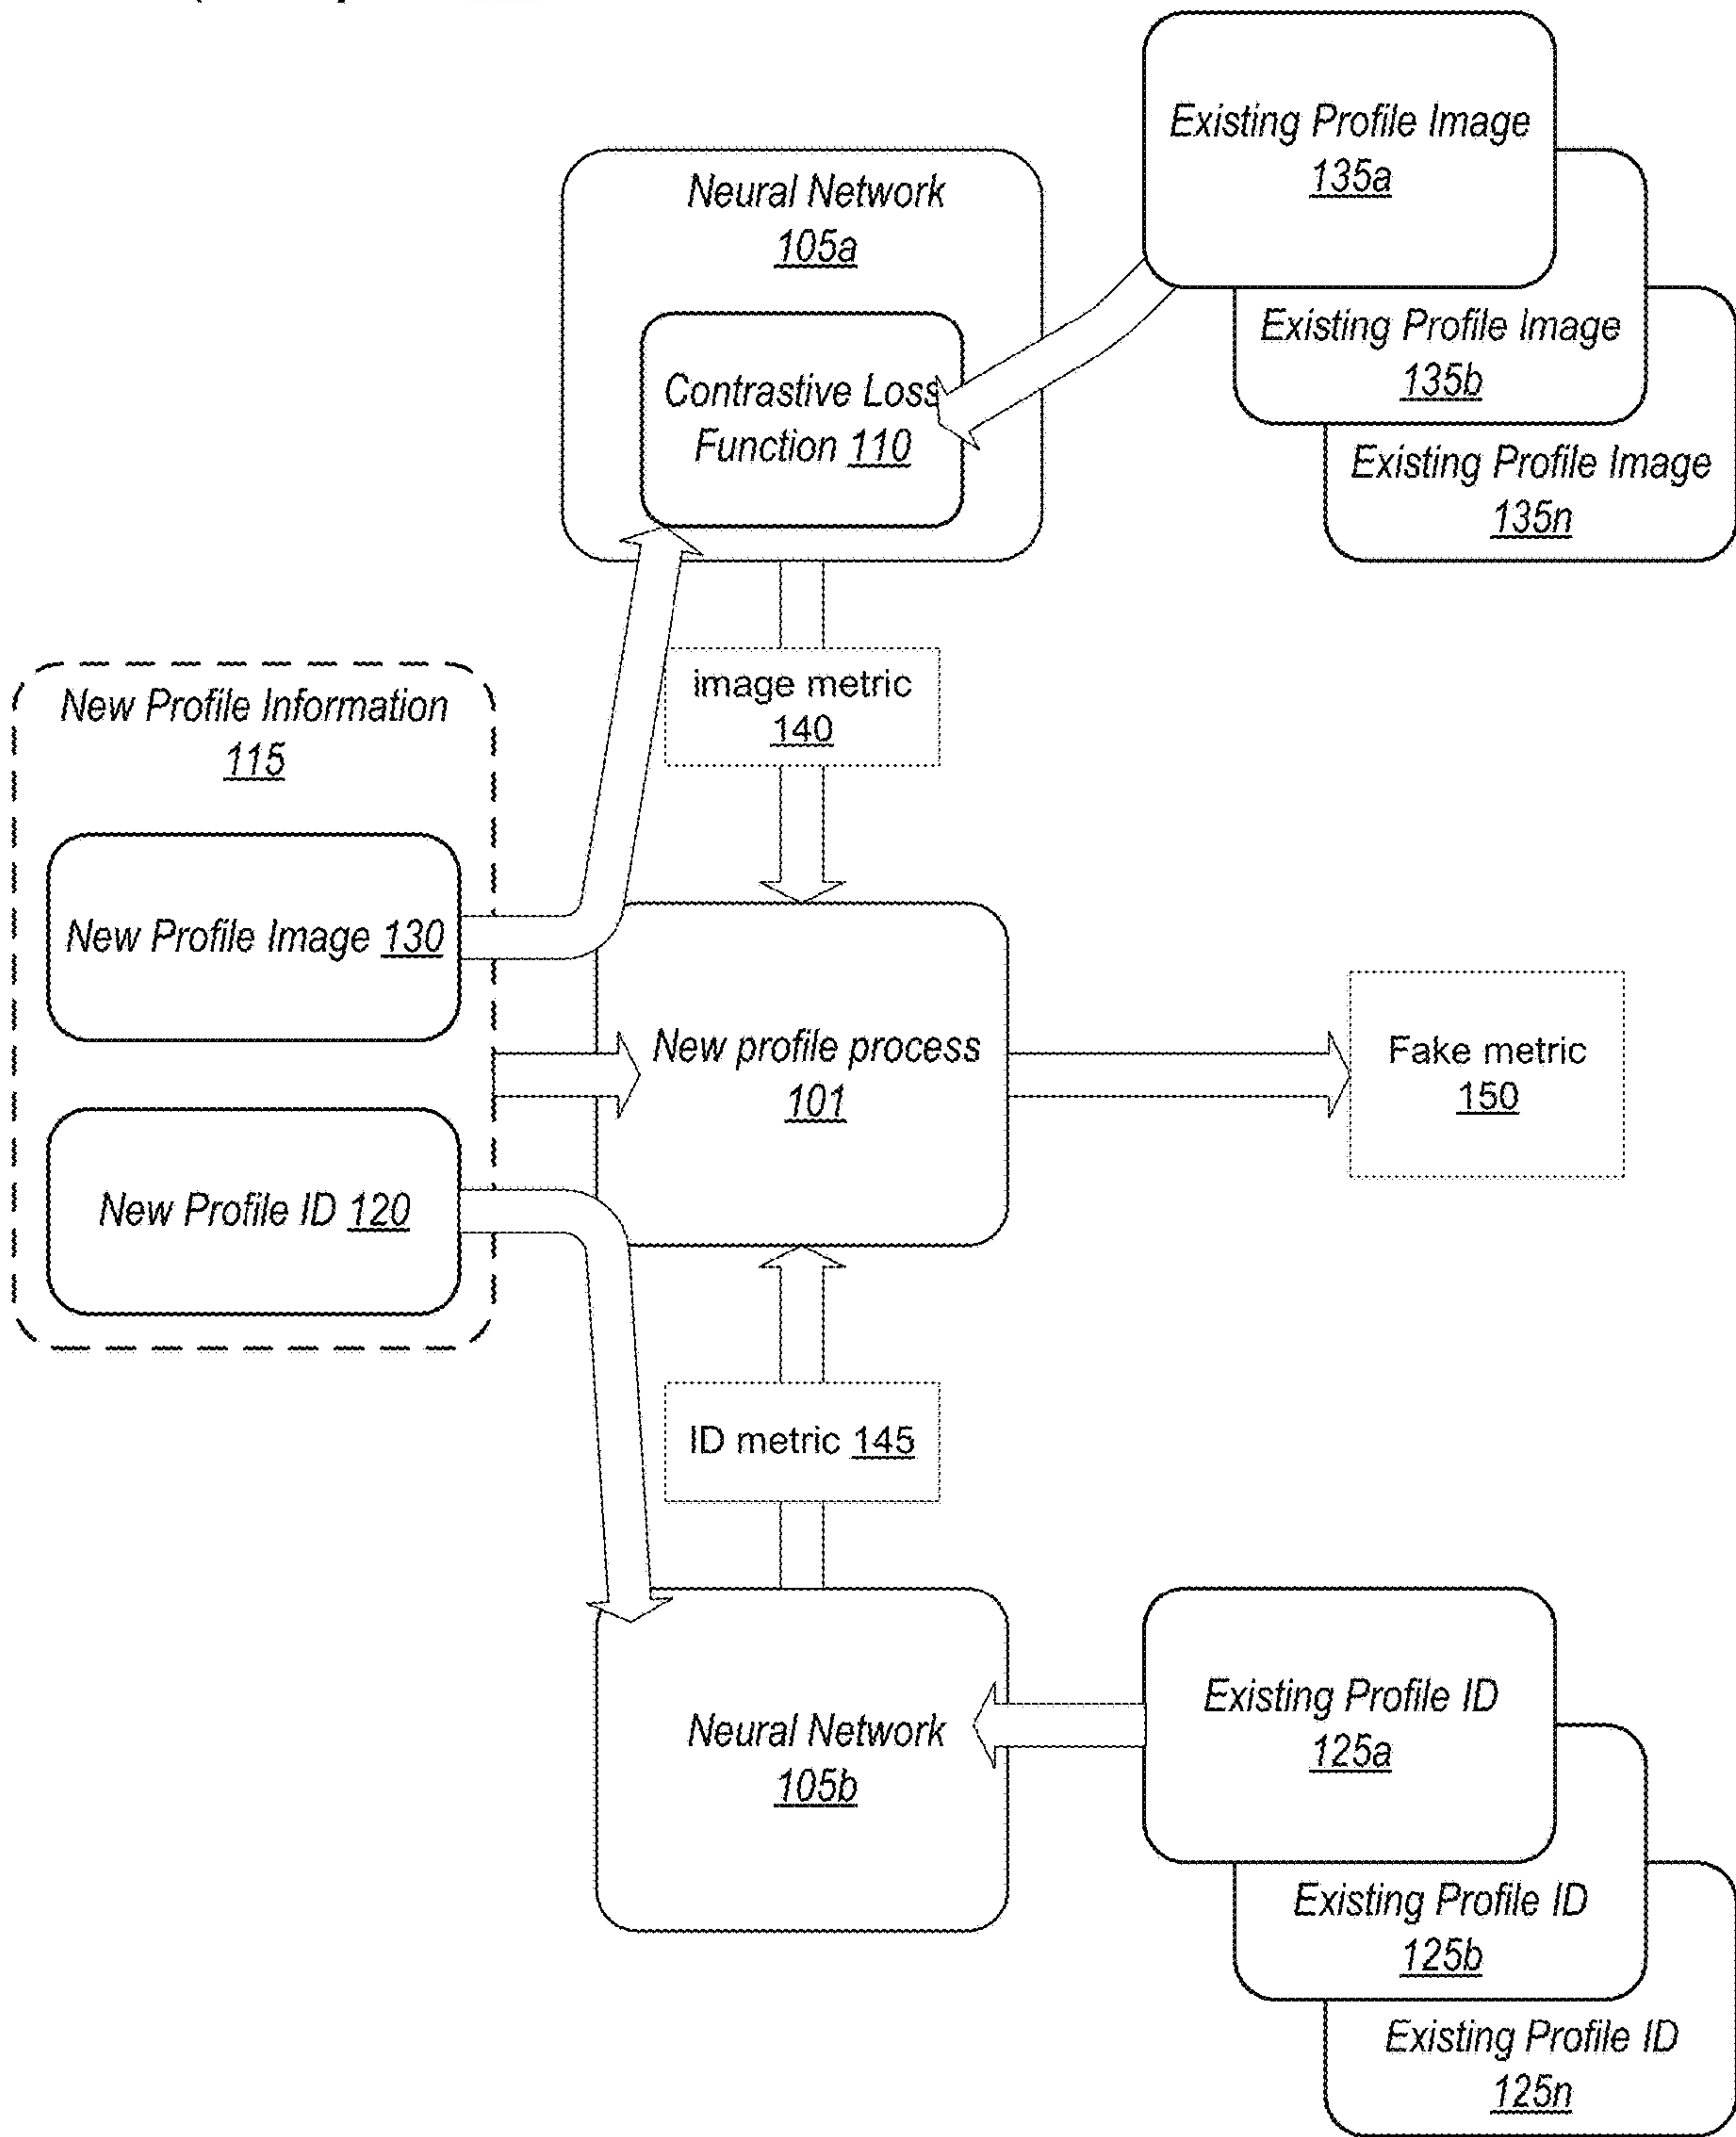 Existing Profile Image
135a
Neural Network
105a
Existing Profile Image
135b
Contrastive Loss
Function 110
Existing Profile Image
135n
image metric
140
New Profile Information
115
New Profile Image 130
New profile process
101
Fake metric
150
New Profile ID 120
ID metric 145
Existing Profile ID
125a
Neural Network
105b
Existing Profile ID
125b
Existing Profile ID
125n